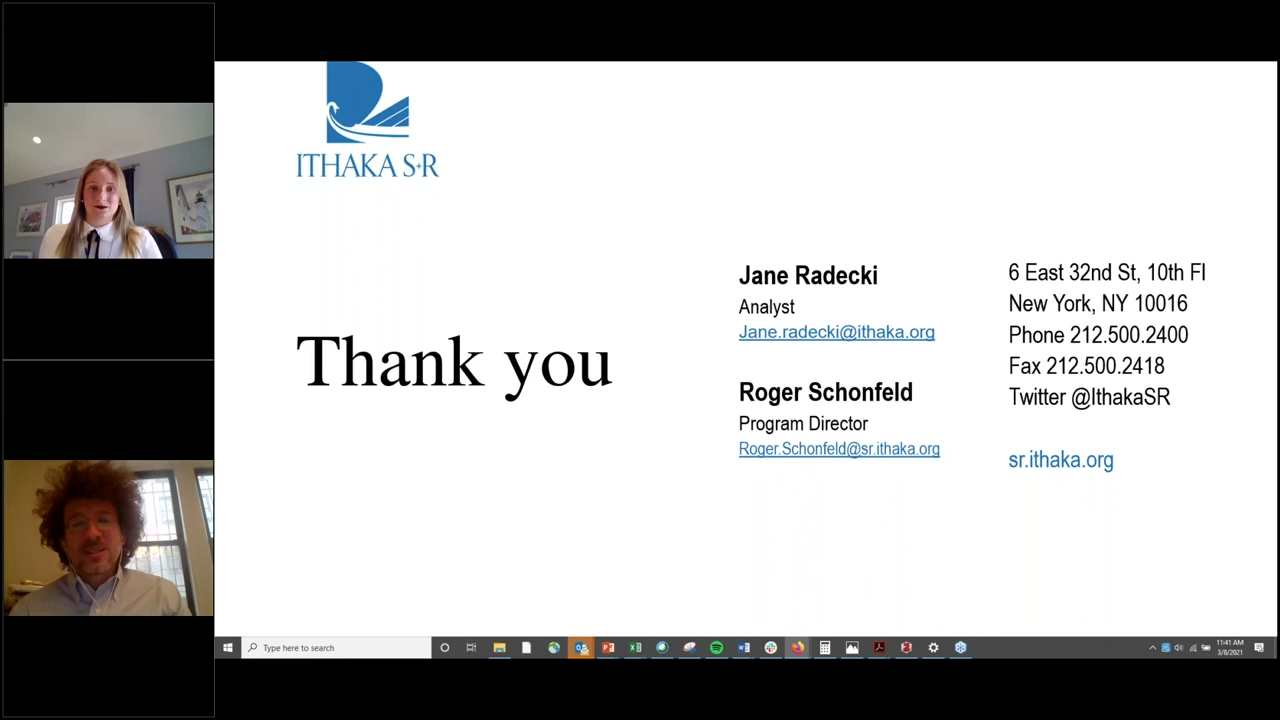 ITHAKA S+R
Thank you
Jane Radecki
Analyst
Jane.radecki@ithaka.org
Roger Schonfeld
Program Director
Roger.Schonfeld@sr.ithaka.org
6 East 32nd St, 10th Fl
New York, NY 10016
Phone 212.500.2400
Fax 212.500.2418
Twitter @IthakaSR
sr.ithaka.org
Type here to search
11:41 AM
3/8/2021